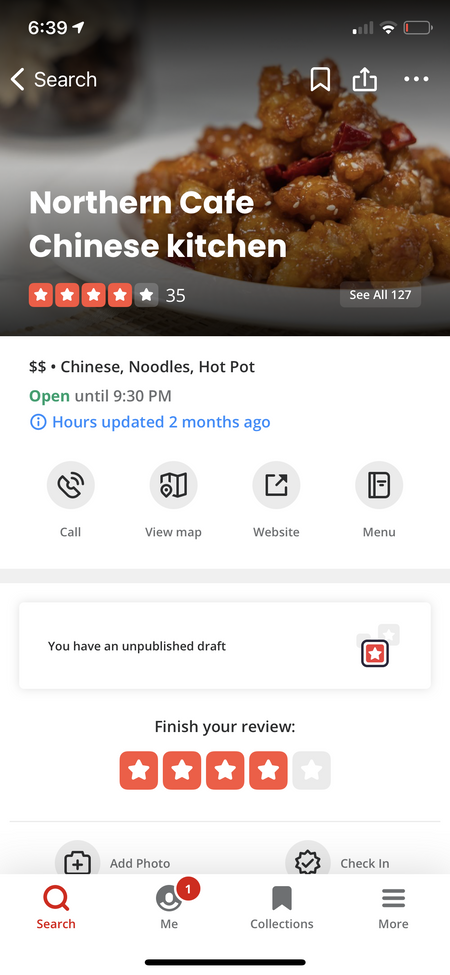 6:39
Search
Northern Cafe
Chinese kitchen
35
See All 127
$$ • Chinese, Noodles, Hot Pot
Open until 9:30 PM
Hours updated 2 months ago
Call
View map
Website
Menu
You have an unpublished draft
Finish your review:
Add Photo
Check In
1
Search
Me
Collections
More